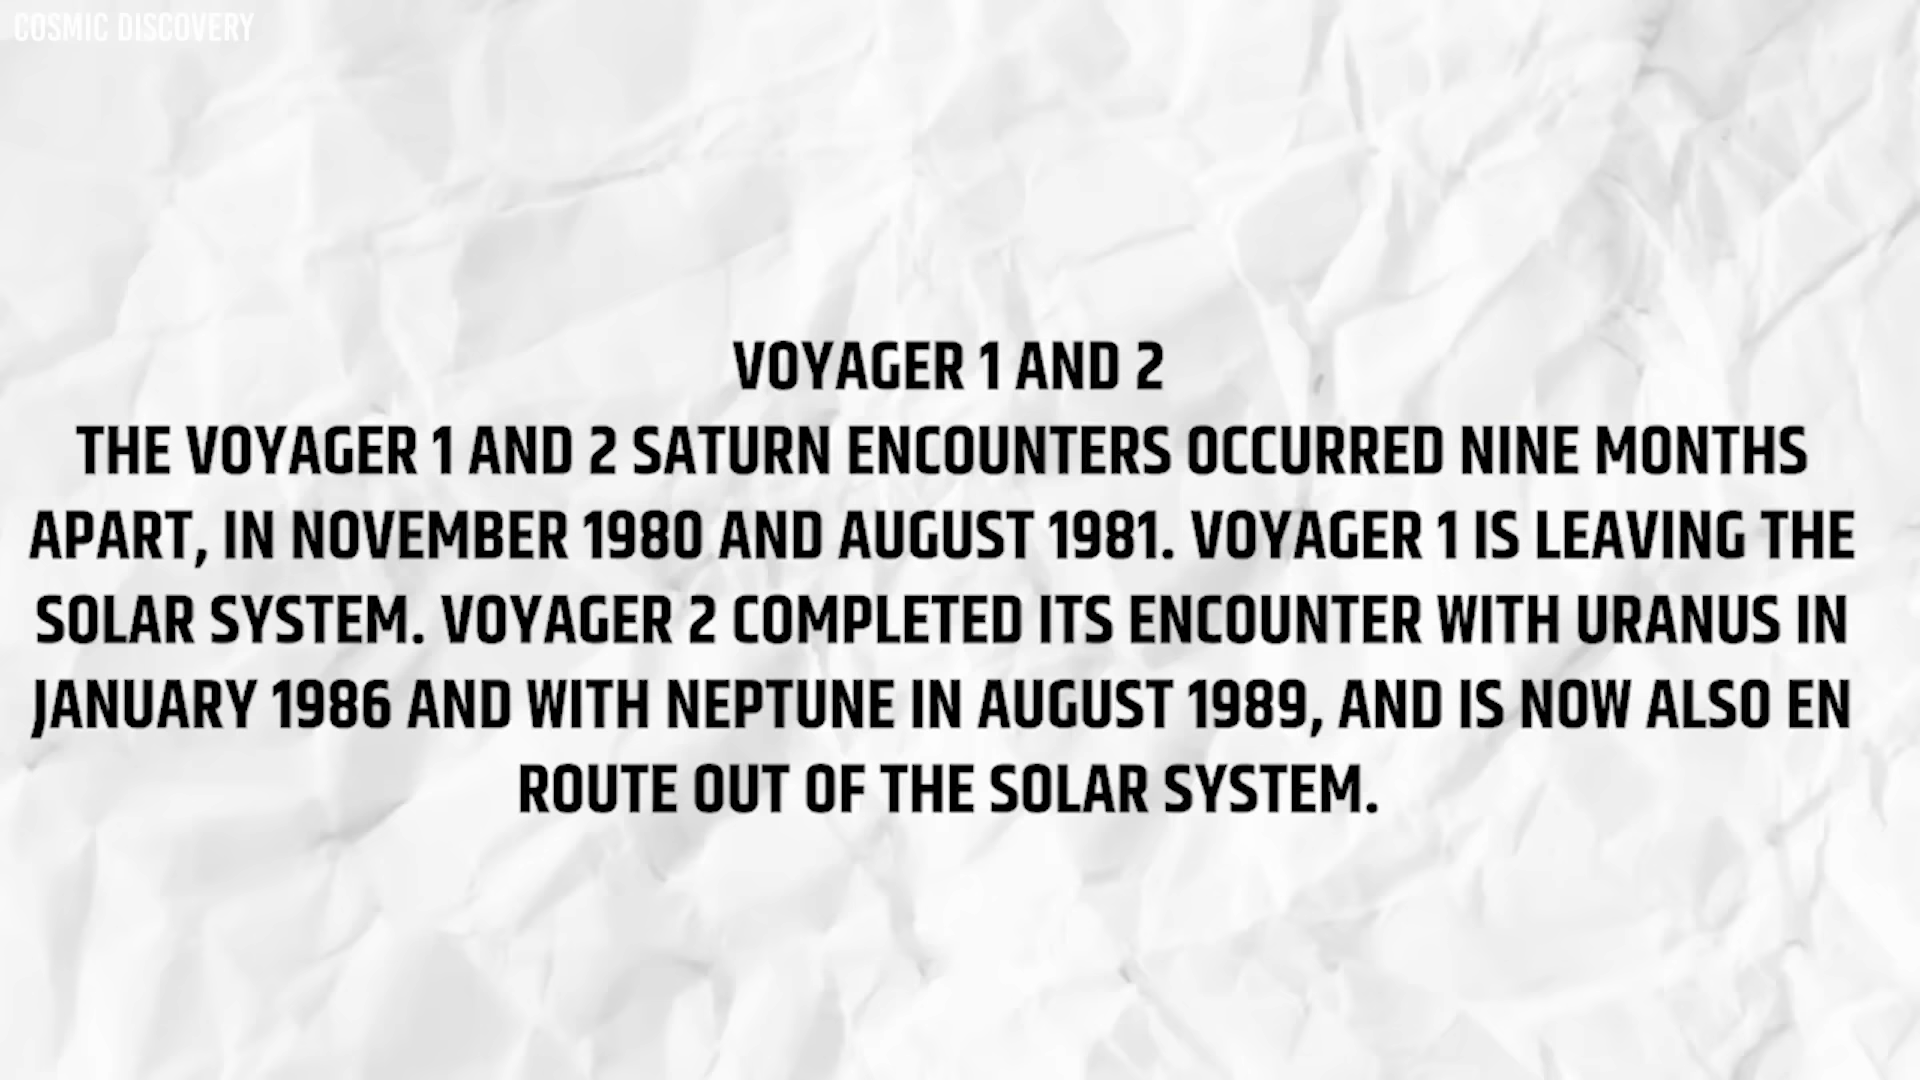 COSMIC DISCOVERY
VOYAGER 1 AND 2
THE VOYAGER 1 AND 2 SATURN ENCOUNTERS OCCURRED NINE MONTHS
APART, IN NOVEMBER 1980 AND AUGUST 1981. VOYAGER 1 IS LEAVING THE
SOLAR SYSTEM. VOYAGER 2 COMPLETED ITS ENCOUNTER WITH URANUS IN
JANUARY 1986 AND WITH NEPTUNE IN AUGUST 1989, AND IS NOW ALSO EN
ROUTE OUT OF THE SOLAR SYSTEM.